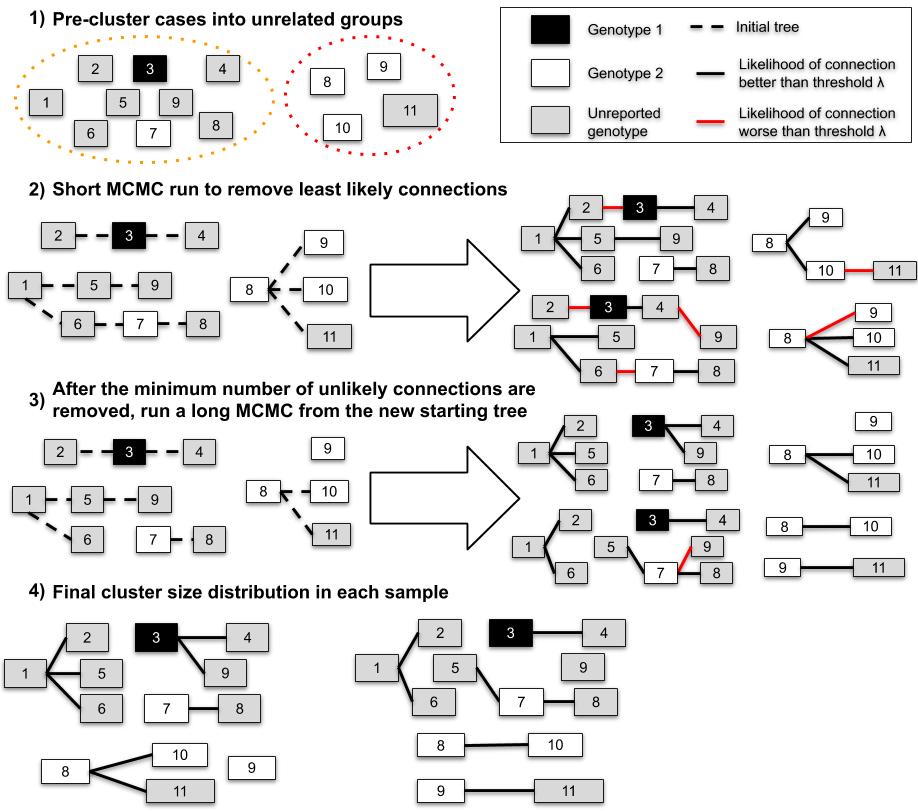 1) Pre-cluster cases into unrelated groups
2 3 4
1 5 9
6 7 8
8 9
10 11
Genotype 1
Genotype 2
Unreported
genotype
Initial tree
Likelihood of connection
better than threshold λ
Likelihood of connection
worse than threshold λ
2) Short MCMC run to remove least likely connections
2 3 4
1 5 9
6 7 8
9
8 10
11
2 3 4
1 5 9
6 7 8
9
8
10 11
2 3 4
1 5 9
6 7 8
9
8 10
11
3) After the minimum number of unlikely connections are
removed, run a long MCMC from the new starting tree
2 3 4
1 5 9
6 7 8
9
8 10
11
2 3 4
1 5 9
6 7 8
9
8 10
11
2 3 4
1 5 9
6 7 8
8 10
9 11
4) Final cluster size distribution in each sample
2 3 4
1 5 9
6 7 8
10
8 9
11
2 3 4
1 5 9
6 7 8
8 10
9 11